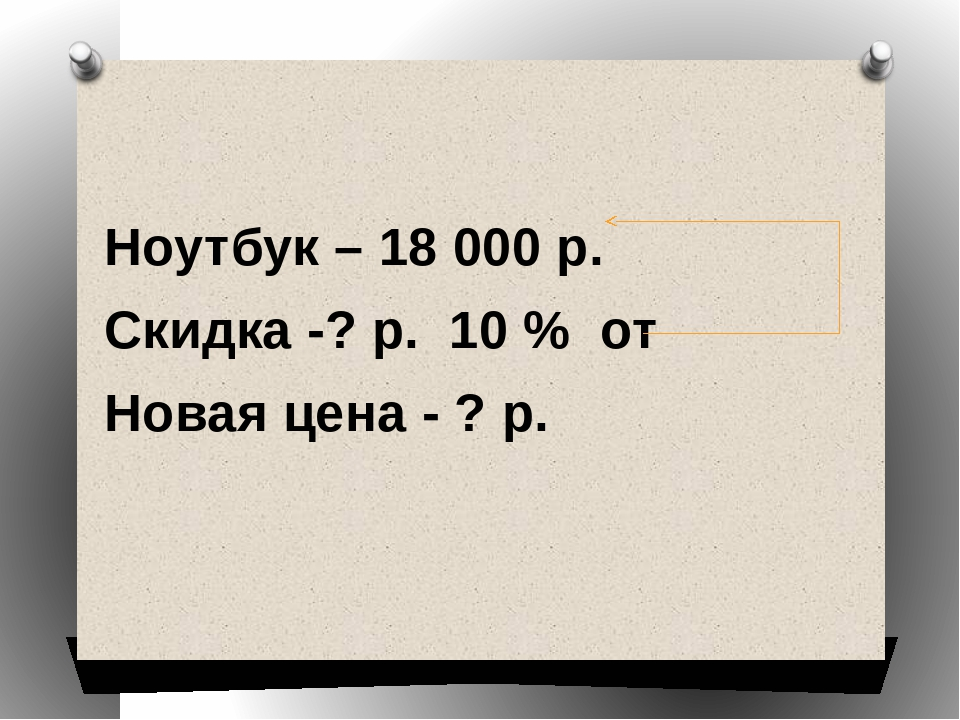 Ноутбук – 18 000 р.
Скидка -? р. 10 % от
Новая цена - ? р.